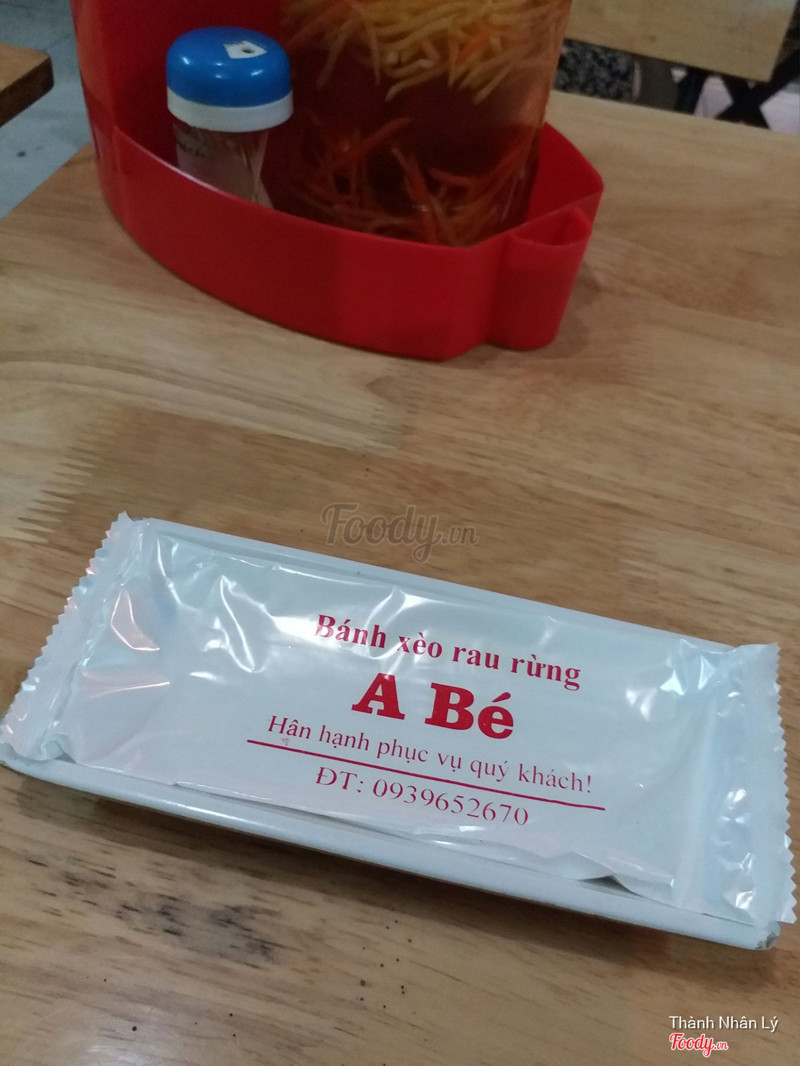 Foody.vn
Bánh xèo rau rừng
A Bé
Hân hạnh phục vụ quý khách!
ĐT: 0939652670
Thành Nhân Lý
Foody.vn